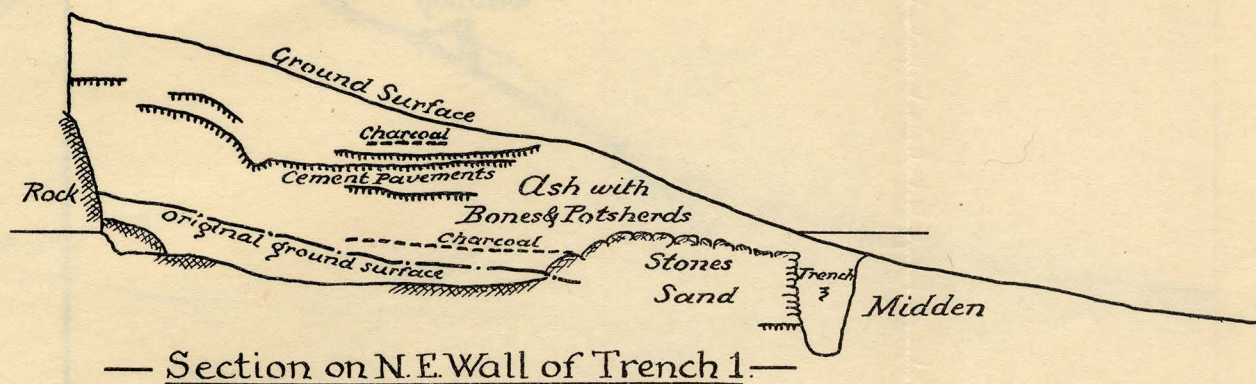 Ground Surface
Charcoal
Cement Pavements
Rock
Ash with
Bones & Potsherds
Original ground surface
Charcoal
Stones
Sand
Trench
3
Midden
Section on N.E. Wall of Trench 1.